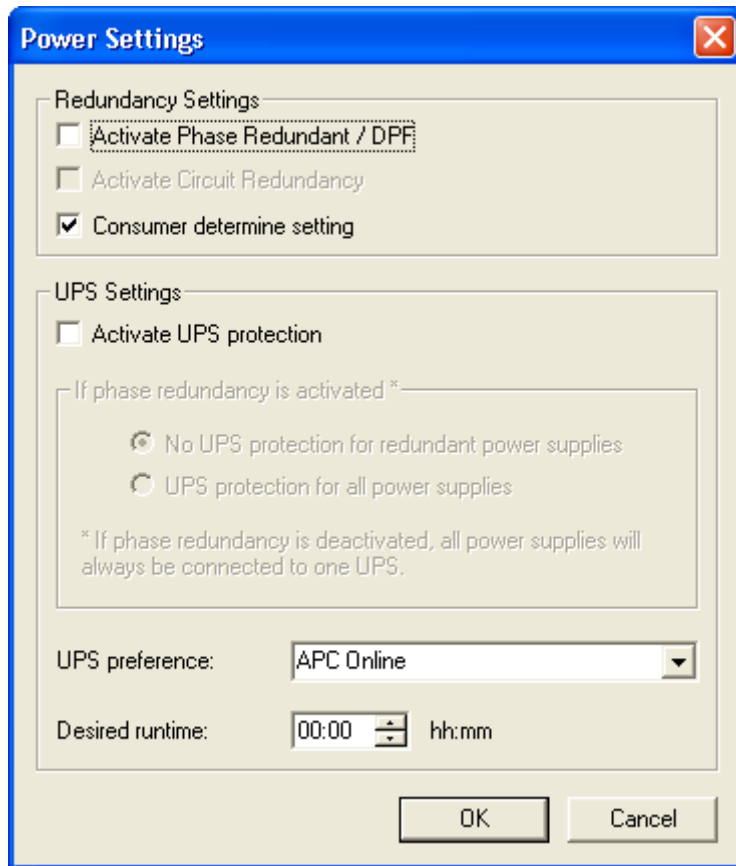 Power Settings
Redundancy Settings
Activate Phase Redundant / DPF
Activate Circuit Redundancy
Consumer determine setting
UPS Settings
Activate UPS protection
If phase redundancy is activated *
No UPS protection for redundant power supplies
UPS protection for all power supplies
* If phase redundancy is deactivated, all power supplies will
always be connected to one UPS.
UPS preference: APC Online
Desired runtime: 00:00 hh:mm
OK Cancel